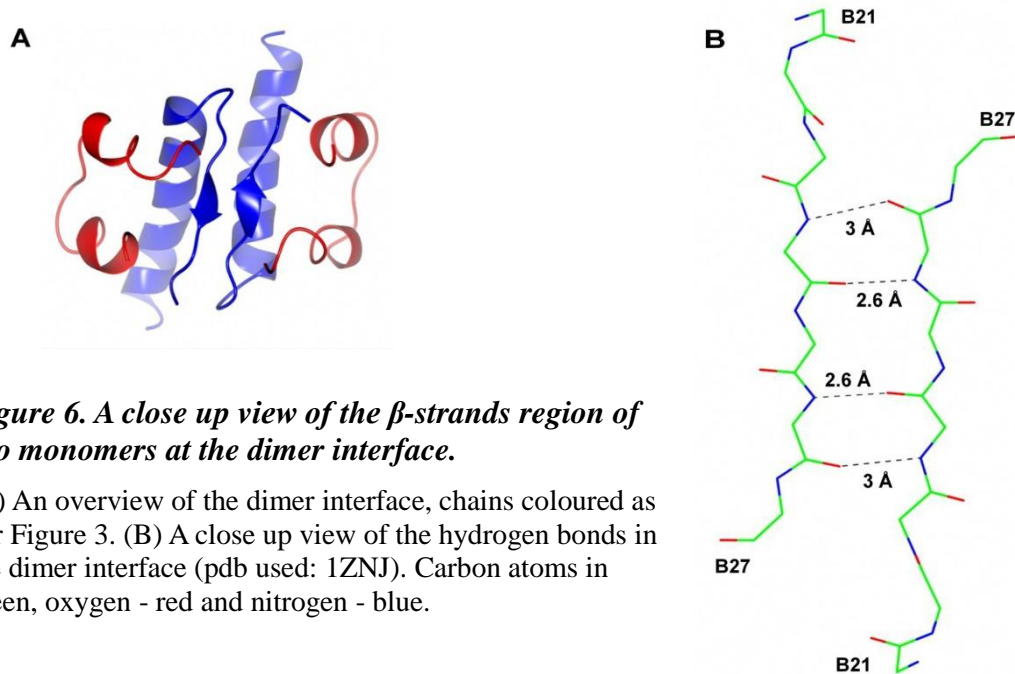 A
B
B21
B27
3 Å
2.6 Å
2.6 Å
3 Å
B27
B21
gure 6. A close up view of the β-strands region of
o monomers at the dimer interface.
) An overview of the dimer interface, chains coloured as
r Figure 3. (B) A close up view of the hydrogen bonds in
e dimer interface (pdb used: 1ZNJ). Carbon atoms in
een, oxygen - red and nitrogen - blue.